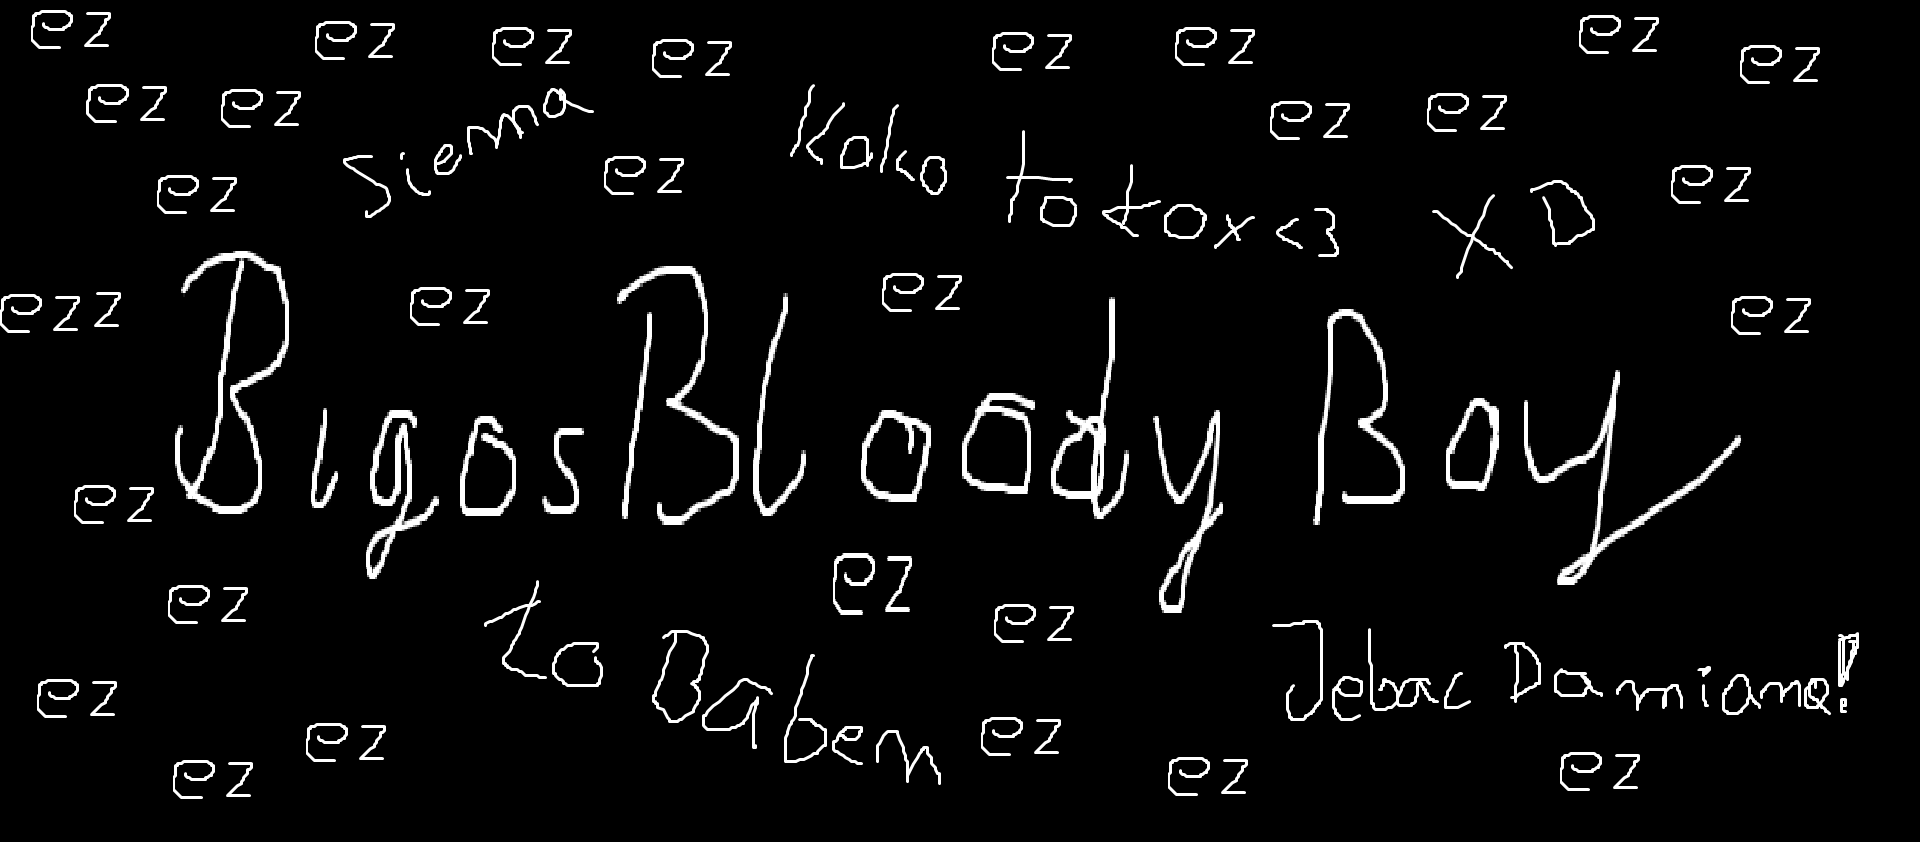 ez ez ez ez ez ez ez ez
ez ez ez ez
Siema ez Kako to totox<3 XD
ez ez
ezz ez ez ez
BigosBloody Boy
ez
ez ez ez
to Baben Jebac Damiana!
ez ez ez
ez ez ez